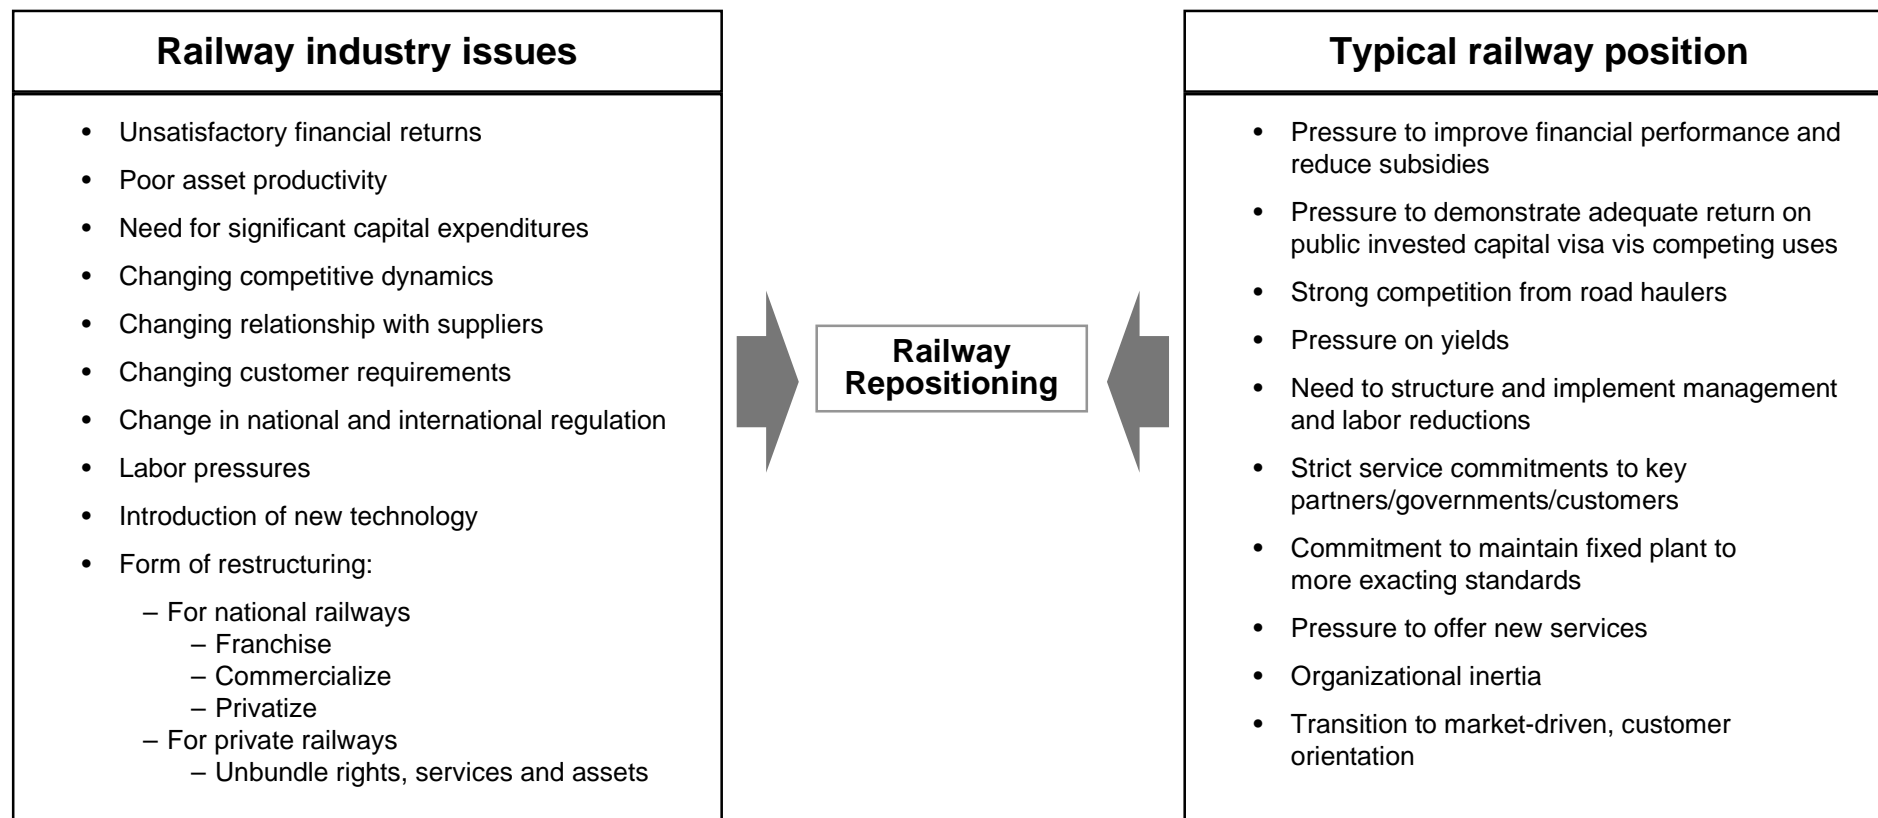 Railway industry issues
• Unsatisfactory financial returns
• Poor asset productivity
• Need for significant capital expenditures
• Changing competitive dynamics
• Changing relationship with suppliers
• Changing customer requirements
• Change in national and international regulation
• Labor pressures
• Introduction of new technology
• Form of restructuring:
– For national railways
– Franchise
– Commercialize
– Privatize
– For private railways
– Unbundle rights, services and assets
Railway
Repositioning
Typical railway position
• Pressure to improve financial performance and
reduce subsidies
• Pressure to demonstrate adequate return on
public invested capital visa vis competing uses
• Strong competition from road haulers
• Pressure on yields
• Need to structure and implement management
and labor reductions
• Strict service commitments to key
partners/governments/customers
• Commitment to maintain fixed plant to
more exacting standards
• Pressure to offer new services
• Organizational inertia
• Transition to market-driven, customer
orientation